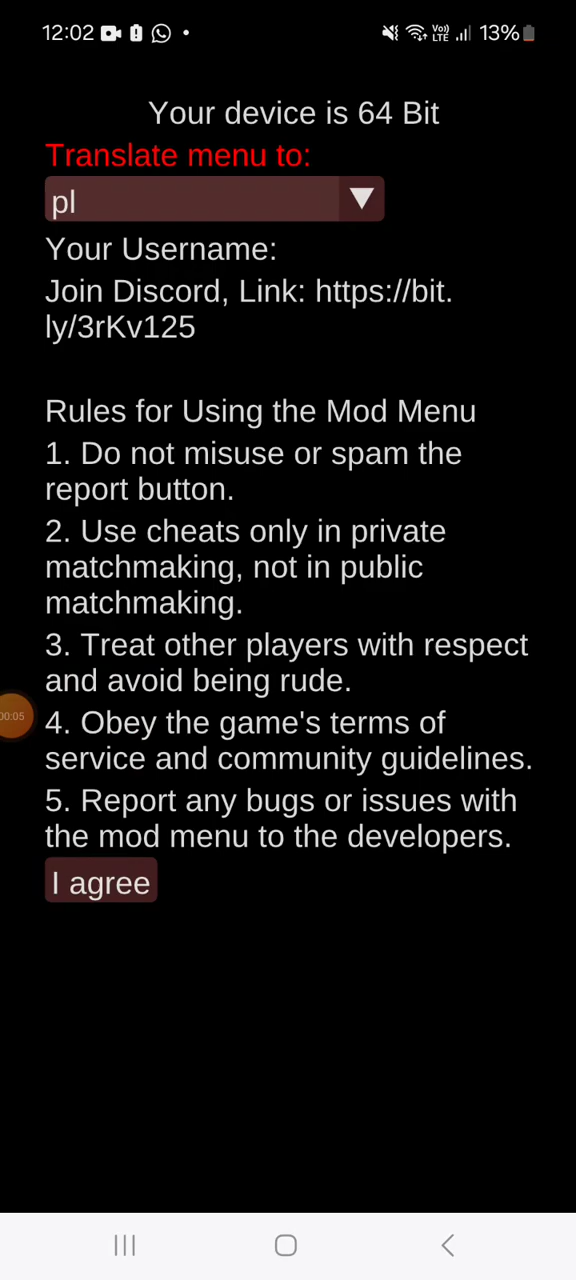 12:02
Vo)) LTE
13%
Your device is 64 Bit
Translate menu to:
pl
Your Username:
Join Discord, Link: https://bit.
ly/3rKv125
Rules for Using the Mod Menu
1. Do not misuse or spam the
report button.
2. Use cheats only in private
matchmaking, not in public
matchmaking.
3. Treat other players with respect
and avoid being rude.
00:05
4. Obey the game's terms of
service and community guidelines.
5. Report any bugs or issues with
the mod menu to the developers.
I agree